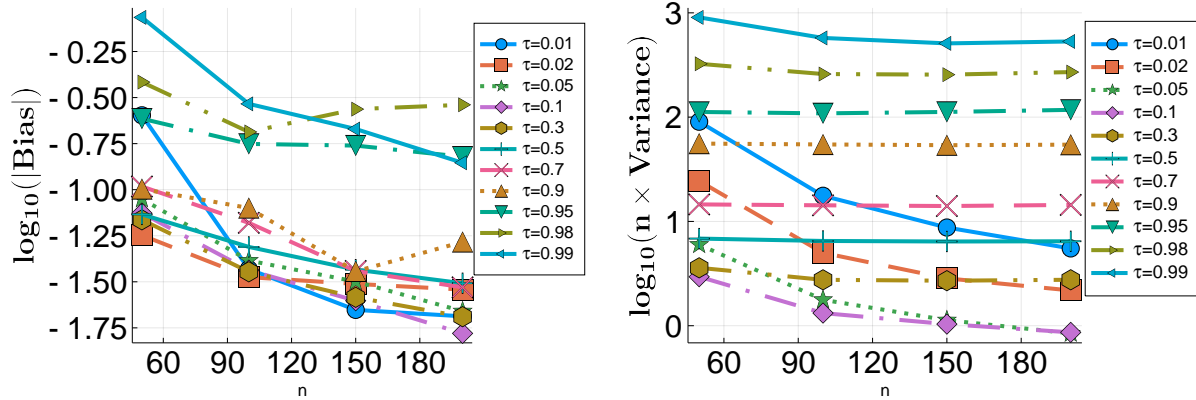 log10(|Bias|)
- 0.25
- 0.50
- 0.75
- 1.00
- 1.25
- 1.50
- 1.75
60 90 120 150 180
n
τ=0.01
τ=0.02
τ=0.05
τ=0.1
τ=0.3
τ=0.5
τ=0.7
τ=0.9
τ=0.95
τ=0.98
τ=0.99
log10(n × Variance)
3
2
1
0
60 90 120 150 180
n
τ=0.01
τ=0.02
τ=0.05
τ=0.1
τ=0.3
τ=0.5
τ=0.7
τ=0.9
τ=0.95
τ=0.98
τ=0.99